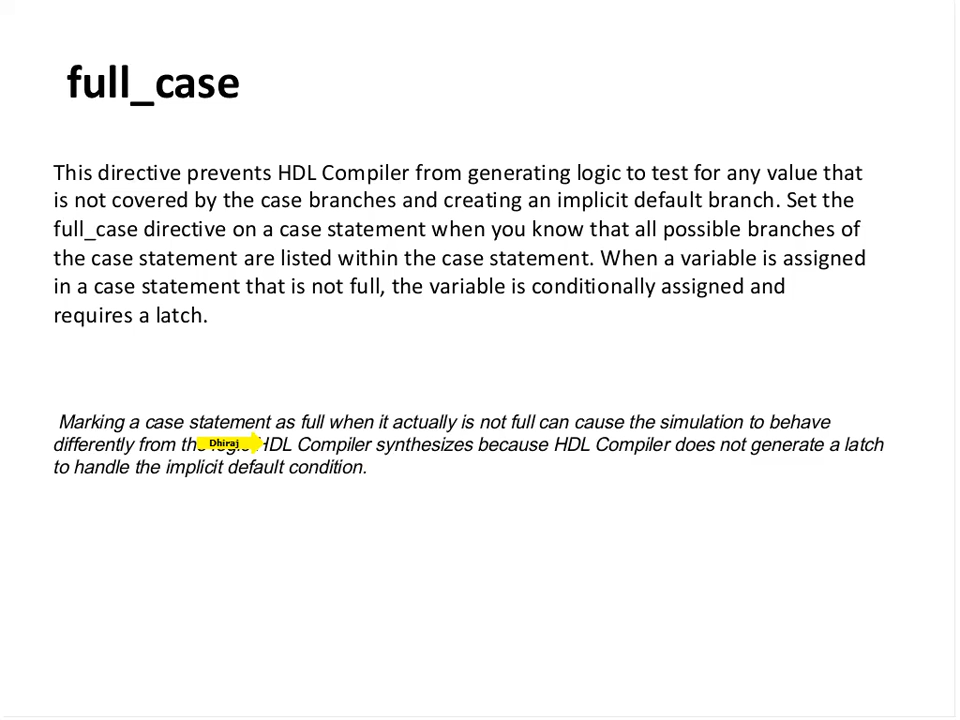 full_case
This directive prevents HDL Compiler from generating logic to test for any value that
is not covered by the case branches and creating an implicit default branch. Set the
full_case directive on a case statement when you know that all possible branches of
the case statement are listed within the case statement. When a variable is assigned
in a case statement that is not full, the variable is conditionally assigned and
requires a latch.
Marking a case statement as full when it actually is not full can cause the simulation to behave
differently from the logic HDL Compiler synthesizes because HDL Compiler does not generate a latch
Dhiraj
to handle the implicit default condition.